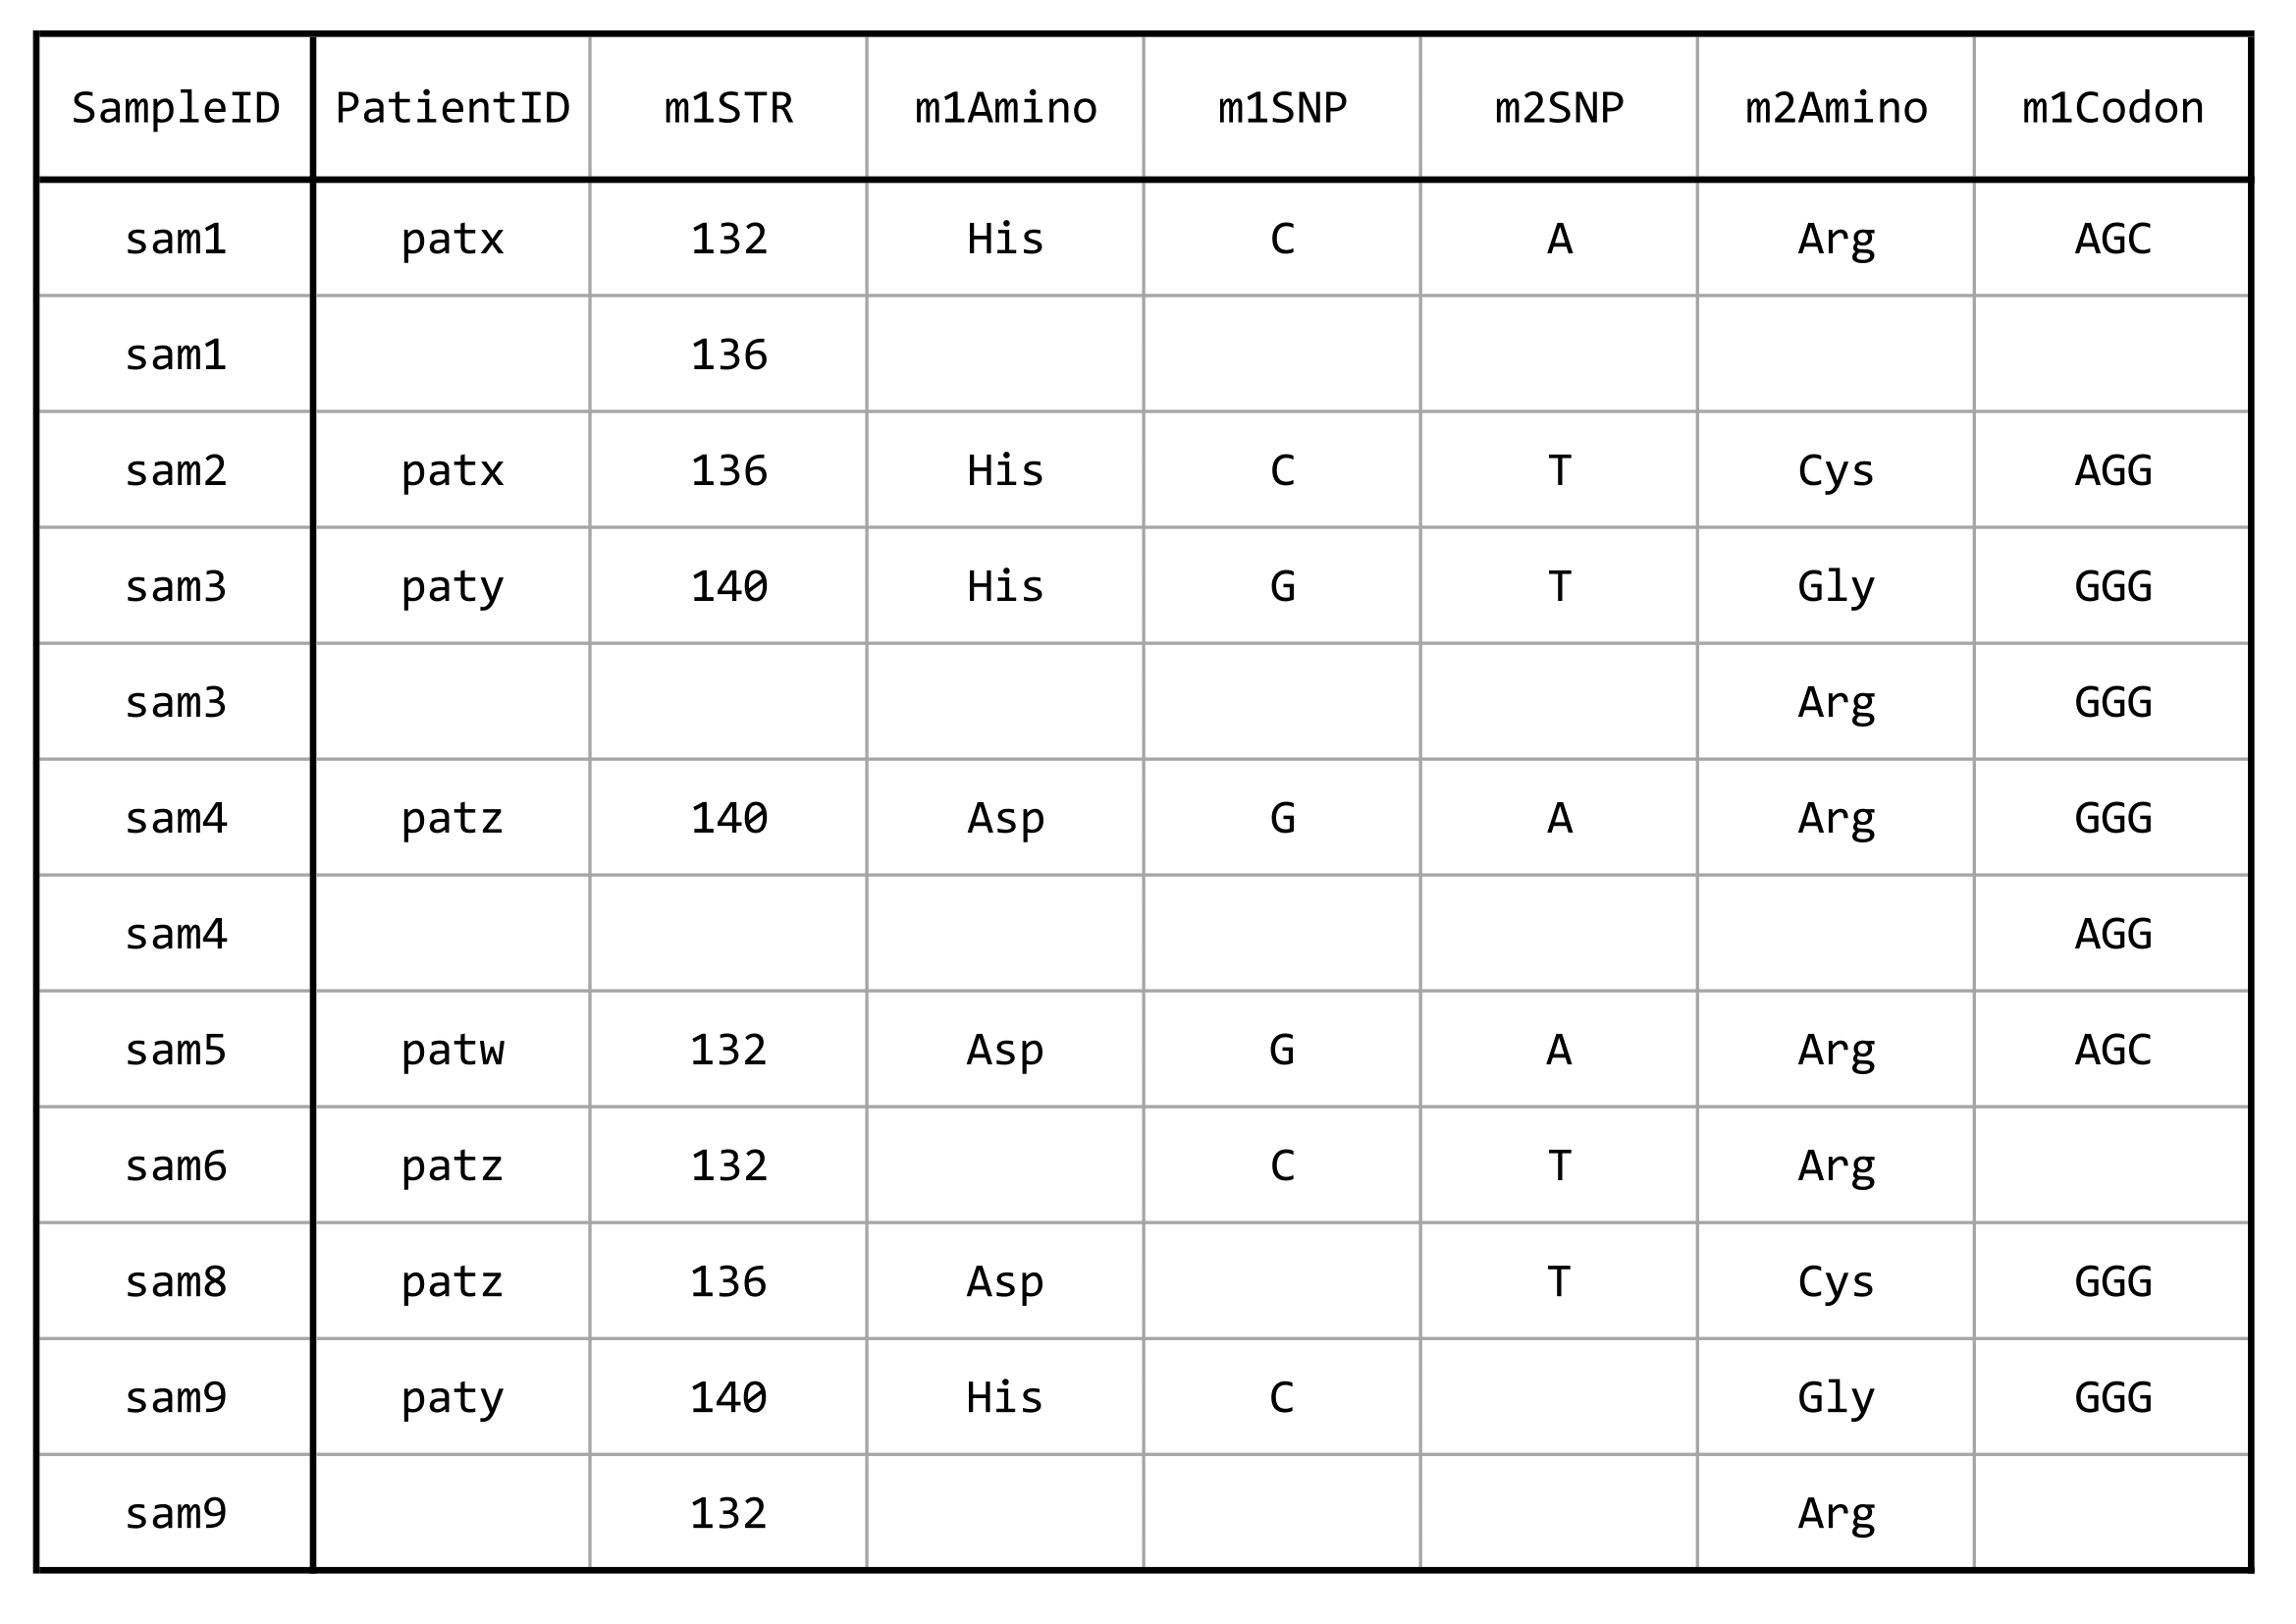 SampleID PatientID m1STR m1Amino m1SNP m2SNP m2Amino m1Codon
sam1 patx 132 His C A Arg AGC
sam1 136
sam2 patx 136 His C T Cys AGG
sam3 paty 140 His G T Gly GGG
sam3 Arg GGG
sam4 patz 140 Asp G A Arg GGG
sam4 AGG
sam5 patw 132 Asp G A Arg AGC
sam6 patz 132 C T Arg
sam8 patz 136 Asp T Cys GGG
sam9 paty 140 His C Gly GGG
sam9 132 Arg